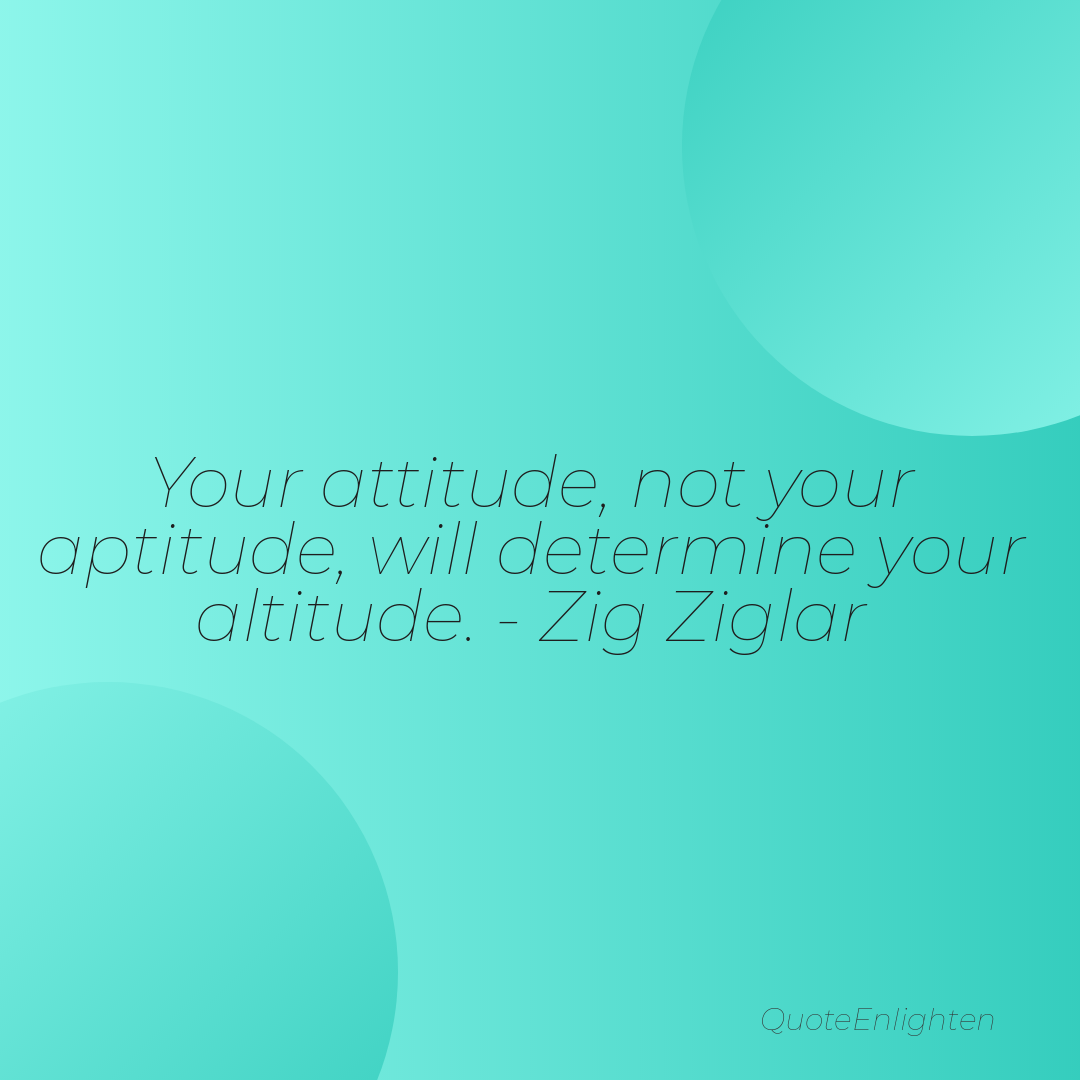 Your attitude, not your
aptitude, will determine your
altitude. - Zig Ziglar
QuoteEnlighten